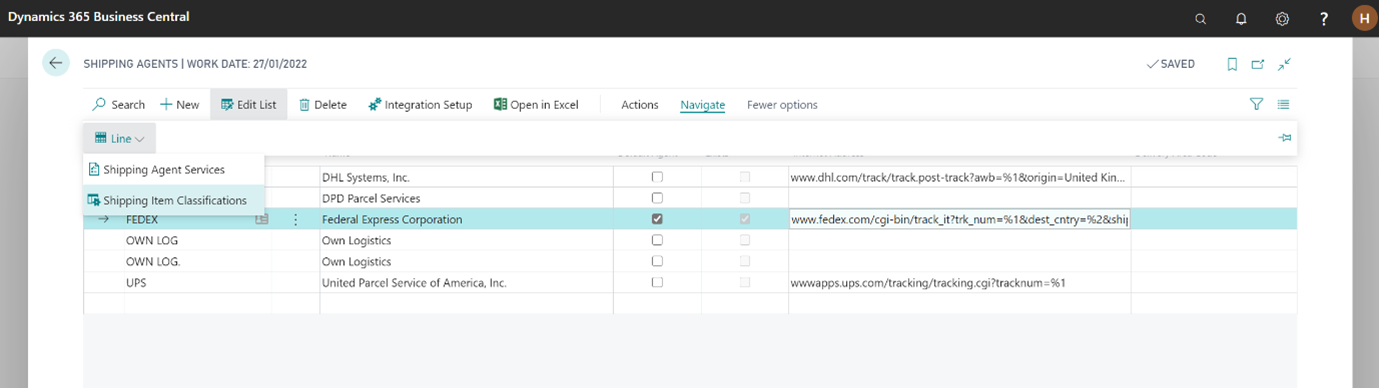 Dynamics 365 Business Central
H
SHIPPING AGENTS | WORK DATE: 27/01/2022
SAVED
Search New Edit List Delete Integration Setup Open in Excel Actions Navigate Fewer options
Line
Shipping Agent Services
Shipping Item Classifications
DHL Systems, Inc. www.dhl.com/track/track.post-track?awb=%1&origin=United Kin...
DPD Parcel Services
FEDEX Federal Express Corporation www.fedex.com/cgi-bin/track_it?trk_num=%1&dest_cntry=%2&ship
OWN LOG Own Logistics
OWN LOG. Own Logistics
UPS United Parcel Service of America, Inc. wwwapps.ups.com/tracking/tracking.cgi?tracknum=%1